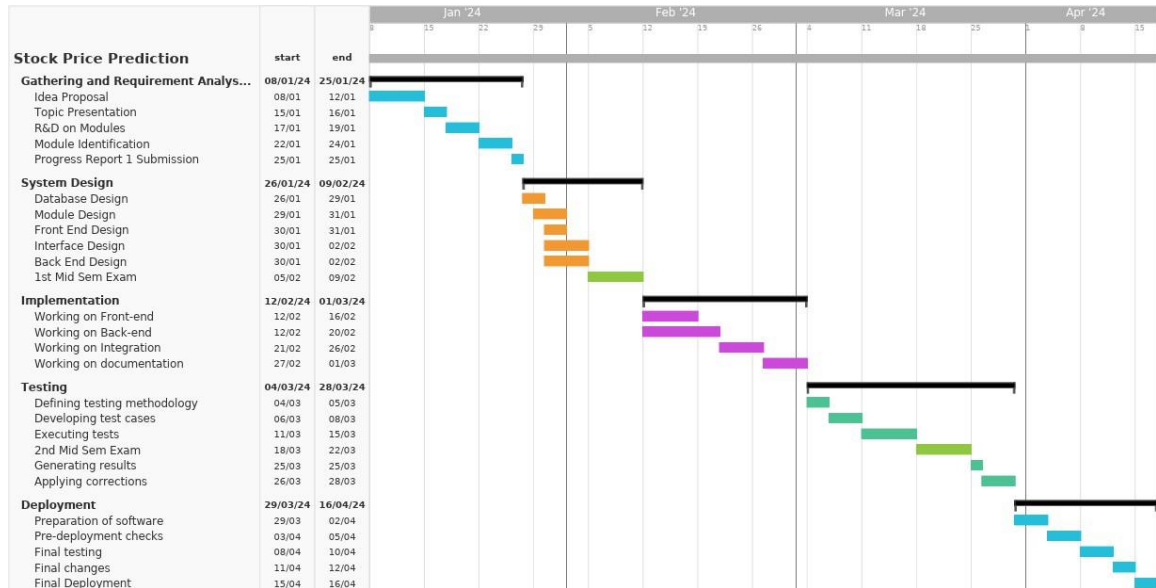 Jan '24 Feb '24 Mar '24 Apr '24
8 15 22 29 5 12 19 26 4 11 18 25 1 8 15
Stock Price Prediction start end
Gathering and Requirement Analys... 08/01/24 25/01/24
Idea Proposal 08/01 12/01
Topic Presentation 15/01 16/01
R&D on Modules 17/01 19/01
Module Identification 22/01 24/01
Progress Report 1 Submission 25/01 25/01
System Design 26/01/24 09/02/24
Database Design 26/01 29/01
Module Design 29/01 31/01
Front End Design 30/01 31/01
Interface Design 30/01 02/02
Back End Design 30/01 02/02
1st Mid Sem Exam 05/02 09/02
Implementation 12/02/24 01/03/24
Working on Front-end 12/02 16/02
Working on Back-end 12/02 20/02
Working on Integration 21/02 26/02
Working on documentation 27/02 01/03
Testing 04/03/24 28/03/24
Defining testing methodology 04/03 05/03
Developing test cases 06/03 08/03
Executing tests 11/03 15/03
2nd Mid Sem Exam 18/03 22/03
Generating results 25/03 25/03
Applying corrections 26/03 28/03
Deployment 29/03/24 16/04/24
Preparation of software 29/03 02/04
Pre-deployment checks 03/04 05/04
Final testing 08/04 10/04
Final changes 11/04 12/04
Final Deployment 15/04 16/04